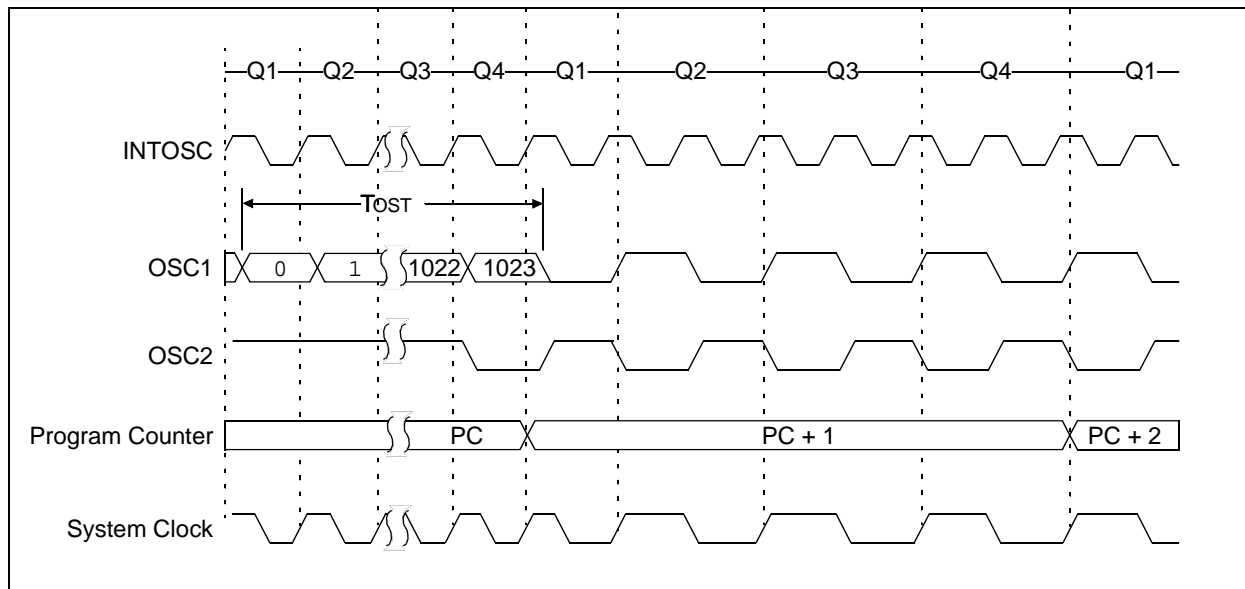 Q1 Q2 Q3 Q4 Q1 Q2 Q3 Q4 Q1
INTOSC
TOST
OSC1 0 1 1022 1023
OSC2
Program Counter PC PC + 1 PC + 2
System Clock